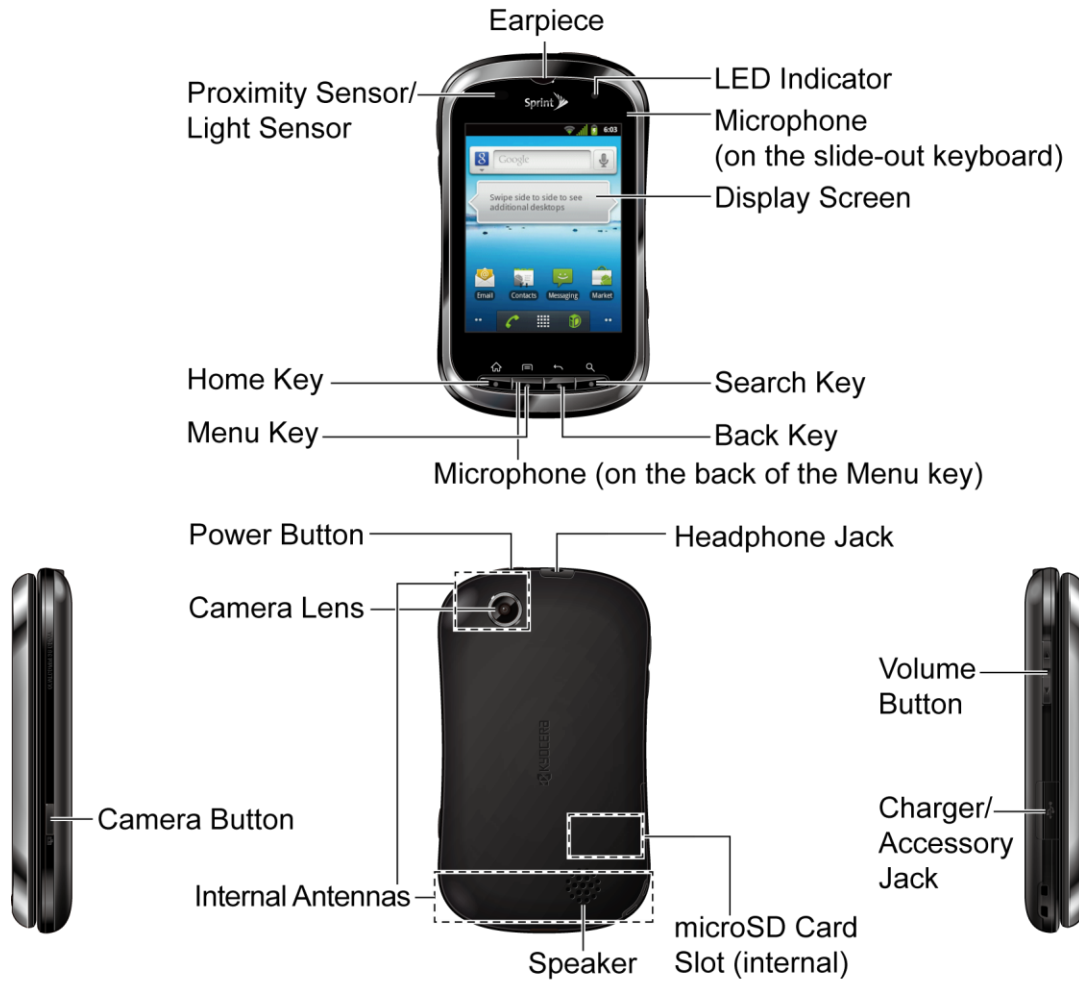 Earpiece
Proximity Sensor/
Light Sensor
LED Indicator
Microphone
(on the slide-out keyboard)
Display Screen
Sprint
6:03
8 Google
Swipe side to side to see
additional desktops
Email Contacts Messaging Market
Home Key
Menu Key
Search Key
Back Key
Microphone (on the back of the Menu key)
Power Button
Headphone Jack
Camera Lens
Volume
Button
KYOCERA
Camera Button
Charger/
Accessory
Jack
Internal Antennas
microSD Card
Slot (internal)
Speaker